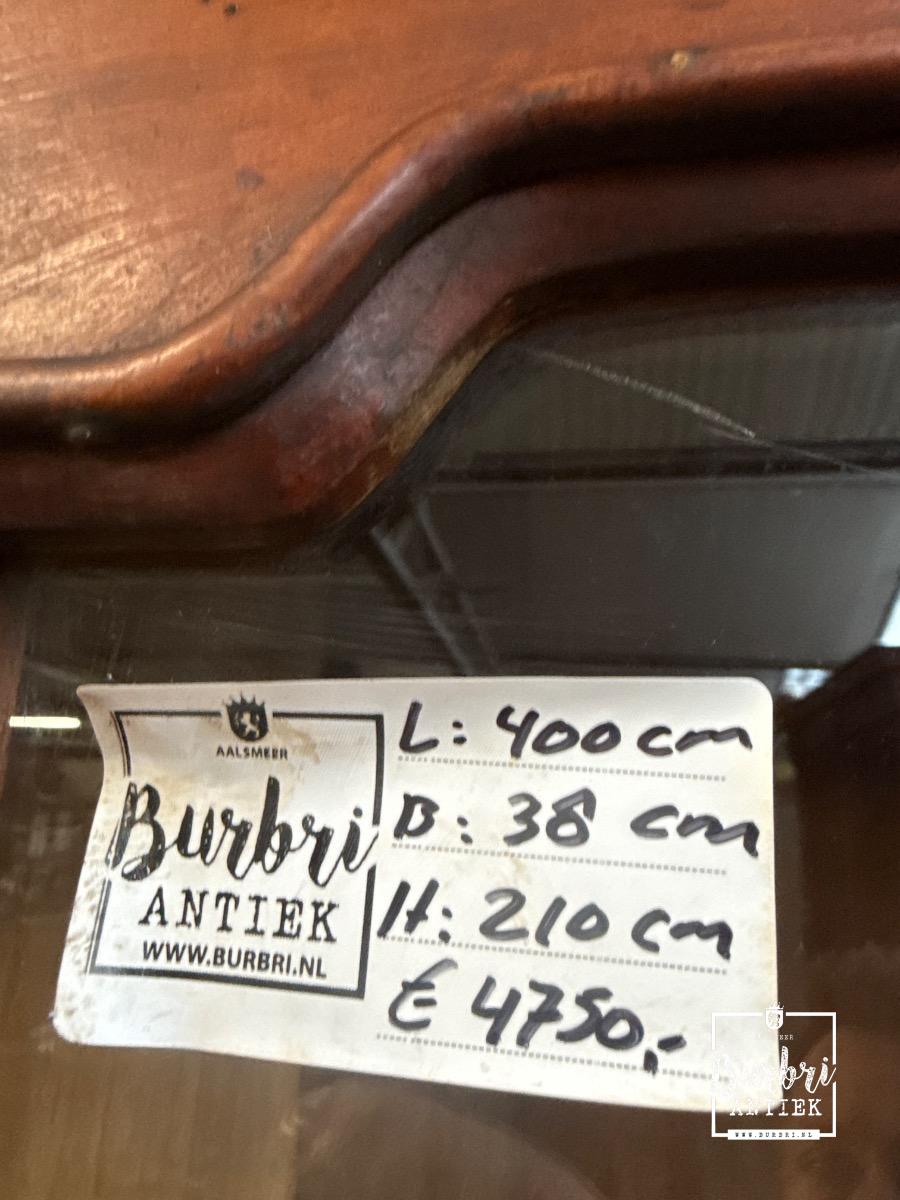 AALSMEER
Burbri
ANTIEK
WWW.BURBRI.NL
L: 400 cm
B: 38 cm
H: 210 cm
€ 4750,-
Burbri
ANTIEK
WWW.BURBRI.NL